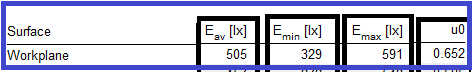 Surface E_av [lx] E_min [lx] E_max [lx] u0
Workplane 505 329 591 0.652